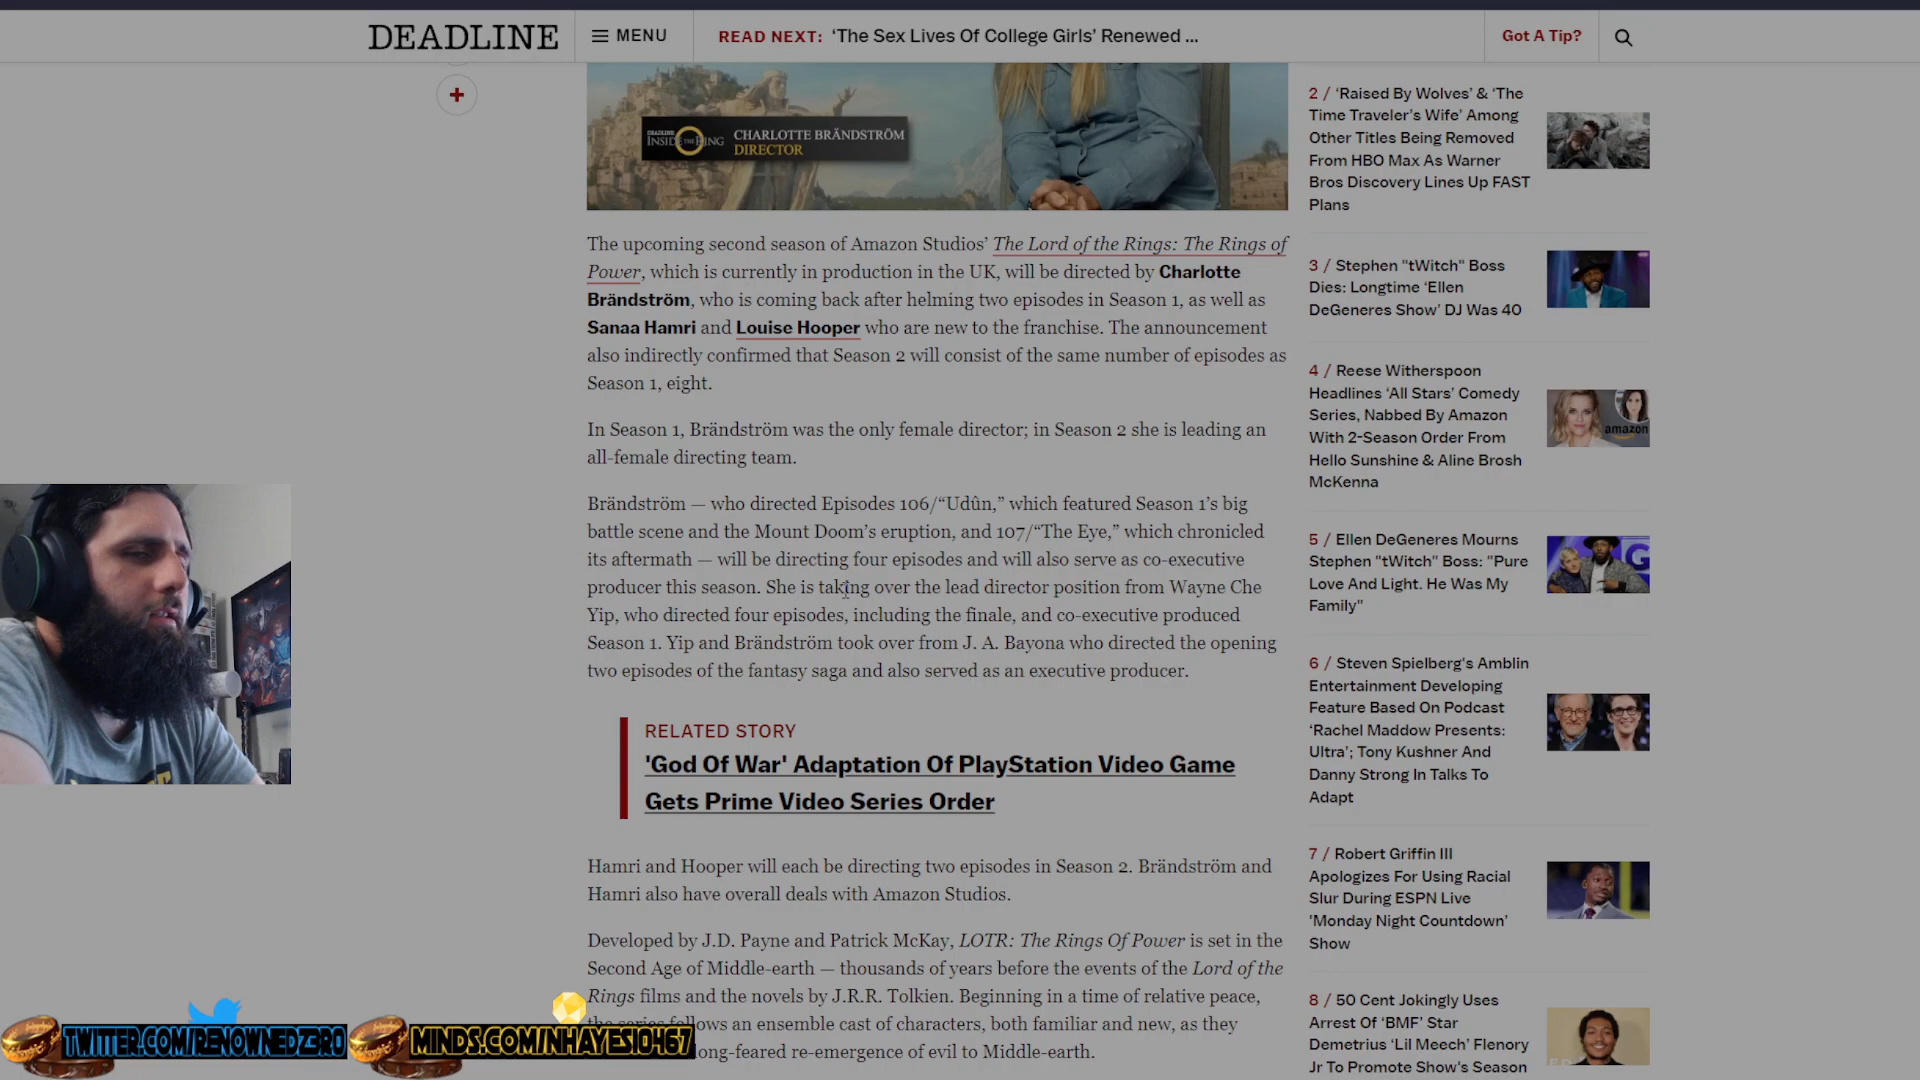 DEADLINE
MENU
READ NEXT: ‘The Sex Lives Of College Girls’ Renewed ...
Got A Tip?
DEADLINE
INSIDE THE RING
CHARLOTTE BRÄNDSTRÖM
DIRECTOR
The upcoming second season of Amazon Studios’ The Lord of the Rings: The Rings of
Power, which is currently in production in the UK, will be directed by Charlotte
Brändström, who is coming back after helming two episodes in Season 1, as well as
Sanaa Hamri and Louise Hooper who are new to the franchise. The announcement
also indirectly confirmed that Season 2 will consist of the same number of episodes as
Season 1, eight.
In Season 1, Brändström was the only female director; in Season 2 she is leading an
all-female directing team.
Brändström — who directed Episodes 106/“Udûn,” which featured Season 1’s big
battle scene and the Mount Doom’s eruption, and 107/“The Eye,” which chronicled
its aftermath — will be directing four episodes and will also serve as co-executive
producer this season. She is taking over the lead director position from Wayne Che
Yip, who directed four episodes, including the finale, and co-executive produced
Season 1. Yip and Brändström took over from J. A. Bayona who directed the opening
two episodes of the fantasy saga and also served as an executive producer.
RELATED STORY
'God Of War' Adaptation Of PlayStation Video Game
Gets Prime Video Series Order
Hamri and Hooper will each be directing two episodes in Season 2. Brändström and
Hamri also have overall deals with Amazon Studios.
Developed by J.D. Payne and Patrick McKay, LOTR: The Rings Of Power is set in the
Second Age of Middle-earth — thousands of years before the events of the Lord of the
Rings films and the novels by J.R.R. Tolkien. Beginning in a time of relative peace,
the series follows an ensemble cast of characters, both familiar and new, as they
long-feared re-emergence of evil to Middle-earth.
2 / ‘Raised By Wolves’ & ‘The
Time Traveler’s Wife’ Among
Other Titles Being Removed
From HBO Max As Warner
Bros Discovery Lines Up FAST
Plans
3 / Stephen "tWitch" Boss
Dies: Longtime ‘Ellen
DeGeneres Show’ DJ Was 40
4 / Reese Witherspoon
Headlines ‘All Stars’ Comedy
Series, Nabbed By Amazon
With 2-Season Order From
Hello Sunshine & Aline Brosh
McKenna
amazon
5 / Ellen DeGeneres Mourns
Stephen "tWitch" Boss: "Pure
Love And Light. He Was My
Family”
6 / Steven Spielberg's Amblin
Entertainment Developing
Feature Based On Podcast
‘Rachel Maddow Presents:
Ultra’; Tony Kushner And
Danny Strong In Talks To
Adapt
7 / Robert Griffin III
Apologizes For Using Racial
Slur During ESPN Live
'Monday Night Countdown’
Show
8 / 50 Cent Jokingly Uses
Arrest Of ‘BMF’ Star
Demetrius ‘Lil Meech’ Flenory
Jr To Promote Show’s Season
TWITTER.COM/RENOWNEDZ3R0
MINDS.COM/NHAYES10467